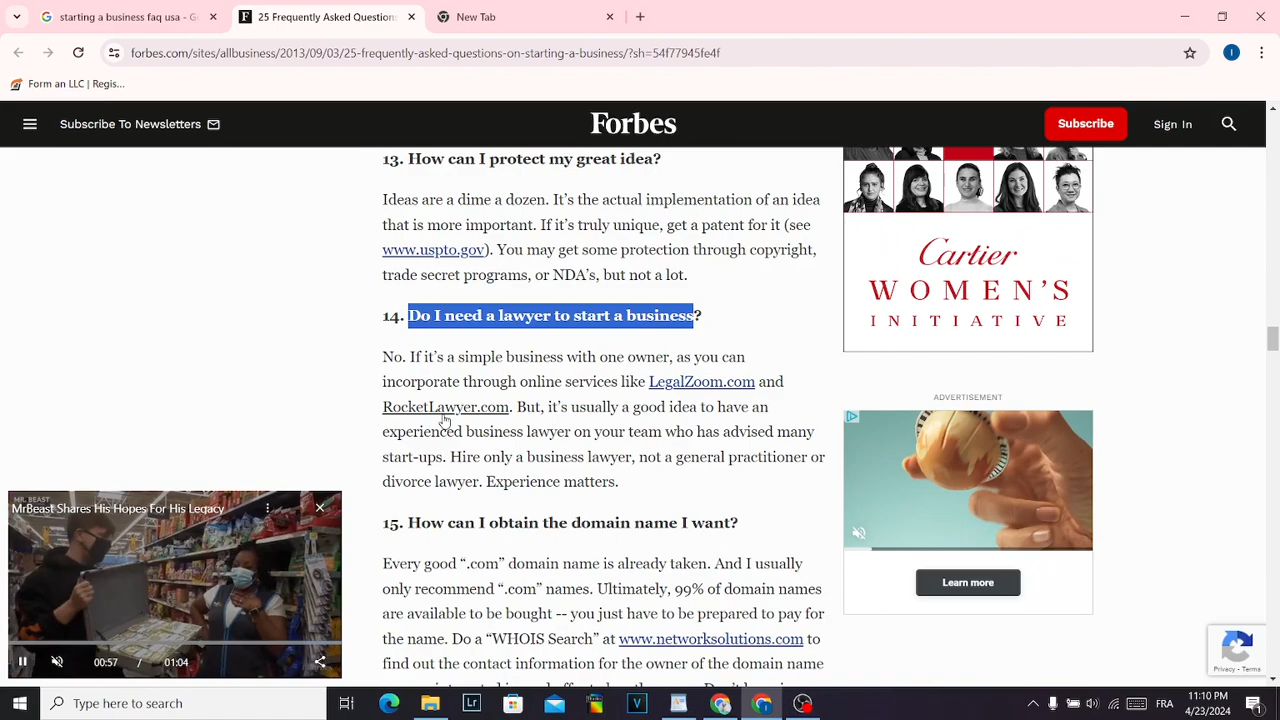 starting a business faq usa - G
25 Frequently Asked Questions
New Tab
forbes.com/sites/allbusiness/2013/09/03/25-frequently-asked-questions-on-starting-a-business/?sh=54f77945fe4f
I
Form an LLC | Regis...
Subscribe To Newsletters
Forbes
Subscribe
Sign In
13. How can I protect my great idea?
Ideas are a dime a dozen. It’s the actual implementation of an idea
that is more important. If it’s truly unique, get a patent for it (see
www.uspto.gov). You may get some protection through copyright,
trade secret programs, or NDA’s, but not a lot.
14. Do I need a lawyer to start a business?
No. If it’s a simple business with one owner, as you can
incorporate through online services like LegalZoom.com and
RocketLawyer.com. But, it’s usually a good idea to have an
experienced business lawyer on your team who has advised many
start-ups. Hire only a business lawyer, not a general practitioner or
divorce lawyer. Experience matters.
15. How can I obtain the domain name I want?
Every good “.com” domain name is already taken. And I usually
only recommend “.com” names. Ultimately, 99% of domain names
are available to be bought -- you just have to be prepared to pay for
the name. Do a “WHOIS Search” at www.networksolutions.com to
find out the contact information for the owner of the domain name
Cartier
WOMEN'S
INITIATIVE
ADVERTISEMENT
Learn more
MR. BEAST
MrBeast Shares His Hopes For His Legacy
00:57 / 01:04
Privacy - Terms
Type here to search
FRA
11:10 PM
4/23/2024